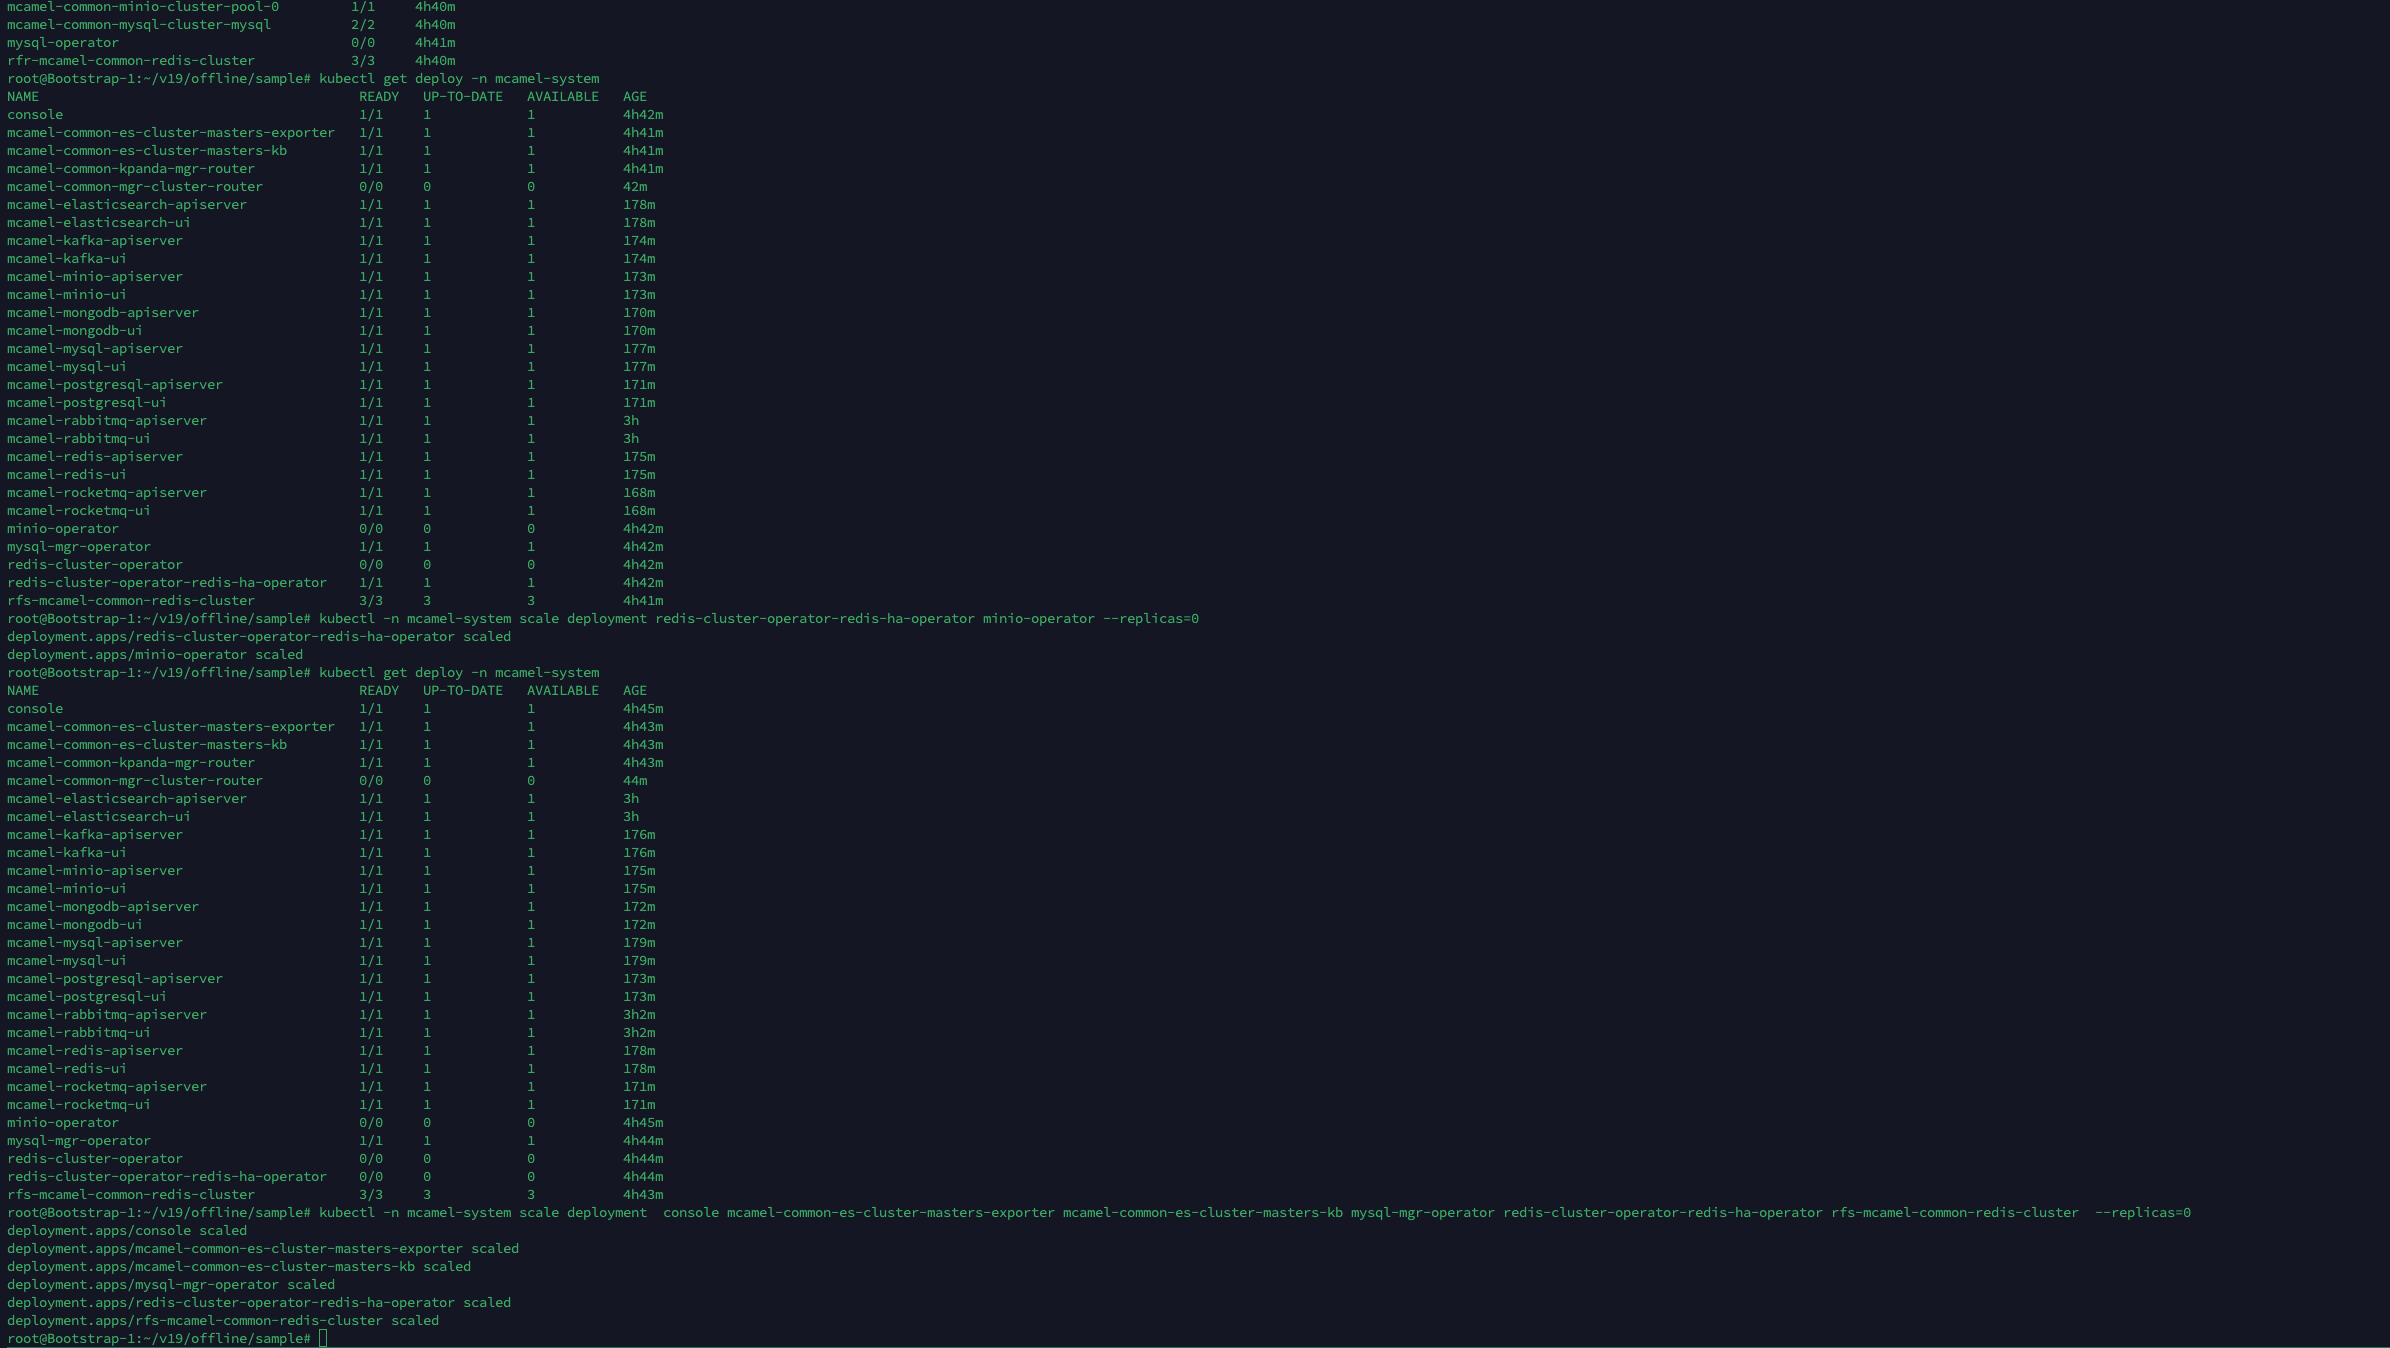 mcamel-common-minio-cluster-pool-0         1/1     4h40m
mcamel-common-mysql-cluster-mysql          2/2     4h40m
mysql-operator                             0/0     4h41m
rfr-mcamel-common-redis-cluster            3/3     4h40m
root@Bootstrap-1:~/v19/offline/sample# kubectl get deploy -n mcamel-system
NAME                                        READY   UP-TO-DATE   AVAILABLE   AGE
console                                     1/1     1            1           4h42m
mcamel-common-es-cluster-masters-exporter   1/1     1            1           4h41m
mcamel-common-es-cluster-masters-kb         1/1     1            1           4h41m
mcamel-common-kpanda-mgr-router             1/1     1            1           4h41m
mcamel-common-mgr-cluster-router            0/0     0            0           42m
mcamel-elasticsearch-apiserver              1/1     1            1           178m
mcamel-elasticsearch-ui                     1/1     1            1           178m
mcamel-kafka-apiserver                      1/1     1            1           174m
mcamel-kafka-ui                             1/1     1            1           174m
mcamel-minio-apiserver                      1/1     1            1           173m
mcamel-minio-ui                             1/1     1            1           173m
mcamel-mongodb-apiserver                    1/1     1            1           170m
mcamel-mongodb-ui                           1/1     1            1           170m
mcamel-mysql-apiserver                      1/1     1            1           177m
mcamel-mysql-ui                             1/1     1            1           177m
mcamel-postgresql-apiserver                 1/1     1            1           171m
mcamel-postgresql-ui                        1/1     1            1           171m
mcamel-rabbitmq-apiserver                   1/1     1            1           3h
mcamel-rabbitmq-ui                          1/1     1            1           3h
mcamel-redis-apiserver                      1/1     1            1           175m
mcamel-redis-ui                             1/1     1            1           175m
mcamel-rocketmq-apiserver                   1/1     1            1           168m
mcamel-rocketmq-ui                          1/1     1            1           168m
minio-operator                              0/0     0            0           4h42m
mysql-mgr-operator                          1/1     1            1           4h42m
redis-cluster-operator                      0/0     0            0           4h42m
redis-cluster-operator-redis-ha-operator    1/1     1            1           4h42m
rfs-mcamel-common-redis-cluster             3/3     3            3           4h41m
root@Bootstrap-1:~/v19/offline/sample# kubectl -n mcamel-system scale deployment redis-cluster-operator-redis-ha-operator minio-operator --replicas=0
deployment.apps/redis-cluster-operator-redis-ha-operator scaled
deployment.apps/minio-operator scaled
root@Bootstrap-1:~/v19/offline/sample# kubectl get deploy -n mcamel-system
NAME                                        READY   UP-TO-DATE   AVAILABLE   AGE
console                                     1/1     1            1           4h45m
mcamel-common-es-cluster-masters-exporter   1/1     1            1           4h43m
mcamel-common-es-cluster-masters-kb         1/1     1            1           4h43m
mcamel-common-kpanda-mgr-router             1/1     1            1           4h43m
mcamel-common-mgr-cluster-router            0/0     0            0           44m
mcamel-elasticsearch-apiserver              1/1     1            1           3h
mcamel-elasticsearch-ui                     1/1     1            1           3h
mcamel-kafka-apiserver                      1/1     1            1           176m
mcamel-kafka-ui                             1/1     1            1           176m
mcamel-minio-apiserver                      1/1     1            1           175m
mcamel-minio-ui                             1/1     1            1           175m
mcamel-mongodb-apiserver                    1/1     1            1           172m
mcamel-mongodb-ui                           1/1     1            1           172m
mcamel-mysql-apiserver                      1/1     1            1           179m
mcamel-mysql-ui                             1/1     1            1           179m
mcamel-postgresql-apiserver                 1/1     1            1           173m
mcamel-postgresql-ui                        1/1     1            1           173m
mcamel-rabbitmq-apiserver                   1/1     1            1           3h2m
mcamel-rabbitmq-ui                          1/1     1            1           3h2m
mcamel-redis-apiserver                      1/1     1            1           178m
mcamel-redis-ui                             1/1     1            1           178m
mcamel-rocketmq-apiserver                   1/1     1            1           171m
mcamel-rocketmq-ui                          1/1     1            1           171m
minio-operator                              0/0     0            0           4h45m
mysql-mgr-operator                          1/1     1            1           4h44m
redis-cluster-operator                      0/0     0            0           4h44m
redis-cluster-operator-redis-ha-operator    0/0     0            0           4h44m
rfs-mcamel-common-redis-cluster             3/3     3            3           4h43m
root@Bootstrap-1:~/v19/offline/sample# kubectl -n mcamel-system scale deployment  console mcamel-common-es-cluster-masters-exporter mcamel-common-es-cluster-masters-kb mysql-mgr-operator redis-cluster-operator-redis-ha-operator rfs-mcamel-common-redis-cluster  --replicas=0
deployment.apps/console scaled
deployment.apps/mcamel-common-es-cluster-masters-exporter scaled
deployment.apps/mcamel-common-es-cluster-masters-kb scaled
deployment.apps/mysql-mgr-operator scaled
deployment.apps/redis-cluster-operator-redis-ha-operator scaled
deployment.apps/rfs-mcamel-common-redis-cluster scaled
root@Bootstrap-1:~/v19/offline/sample#